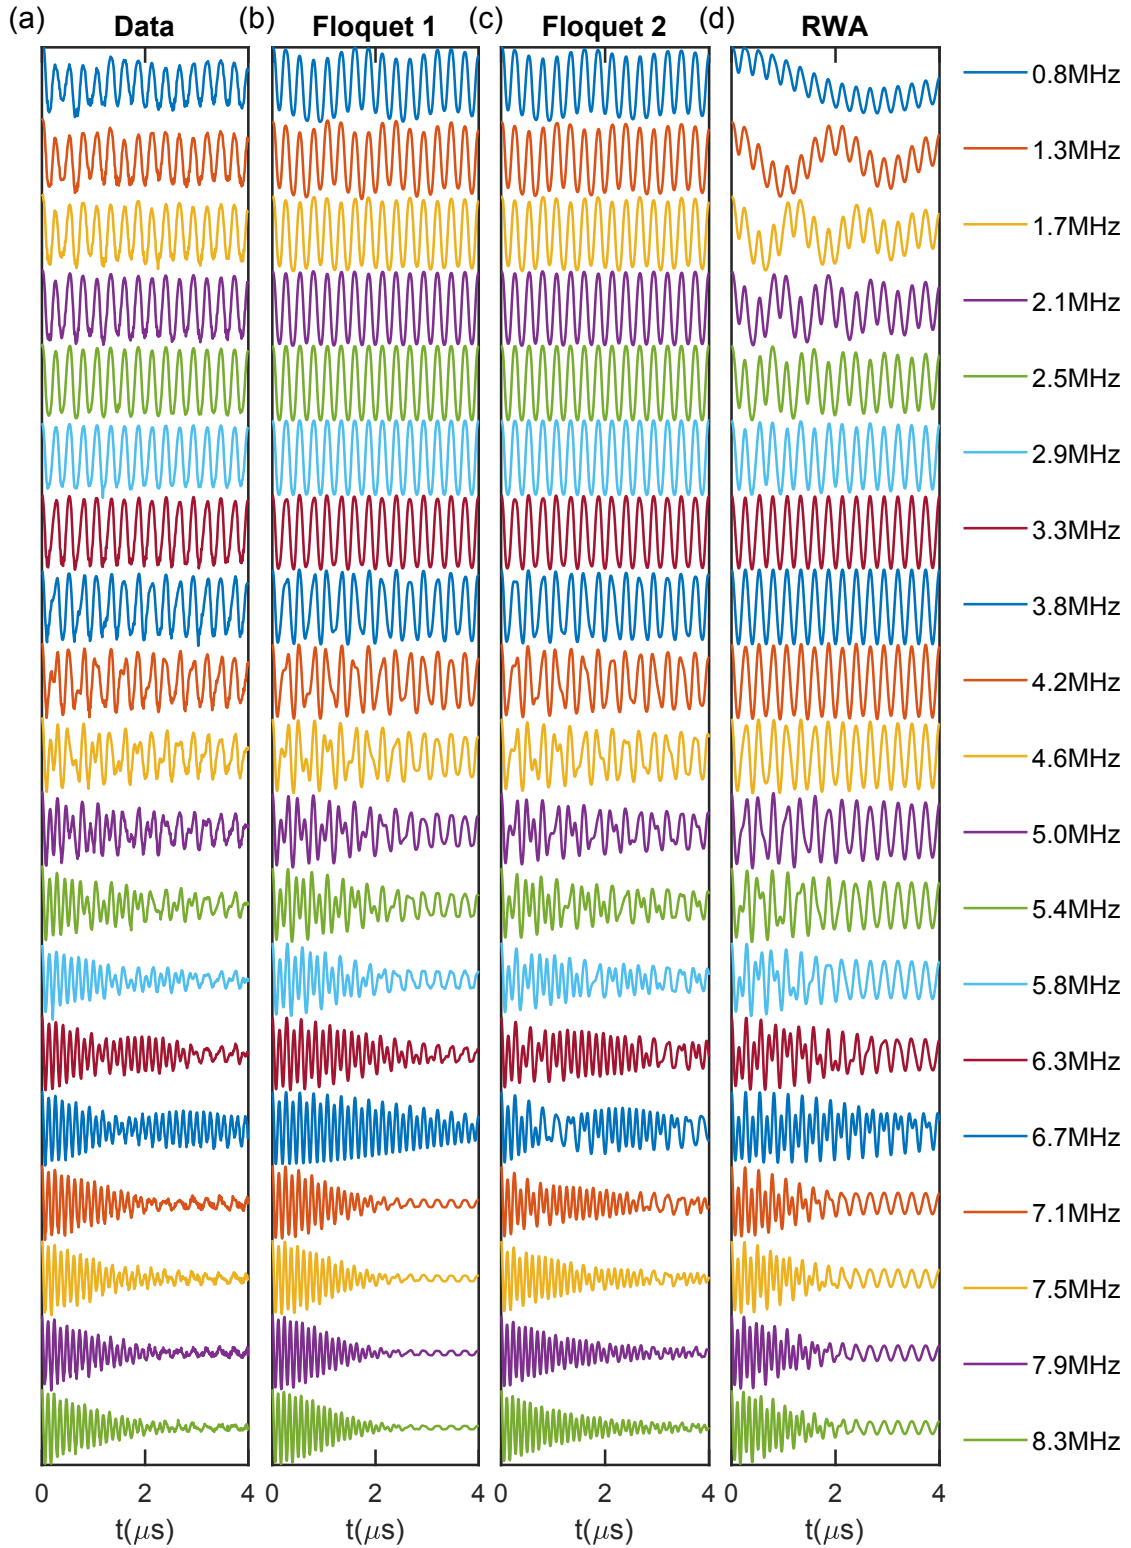 (a) Data (b) Floquet 1 (c) Floquet 2 (d) RWA
0.8MHz
1.3MHz
1.7MHz
2.1MHz
2.5MHz
2.9MHz
3.3MHz
3.8MHz
4.2MHz
4.6MHz
5.0MHz
5.4MHz
5.8MHz
6.3MHz
6.7MHz
7.1MHz
7.5MHz
7.9MHz
8.3MHz
0 2 4 0 2 4 0 2 4 0 2 4
t(μs) t(μs) t(μs) t(μs)